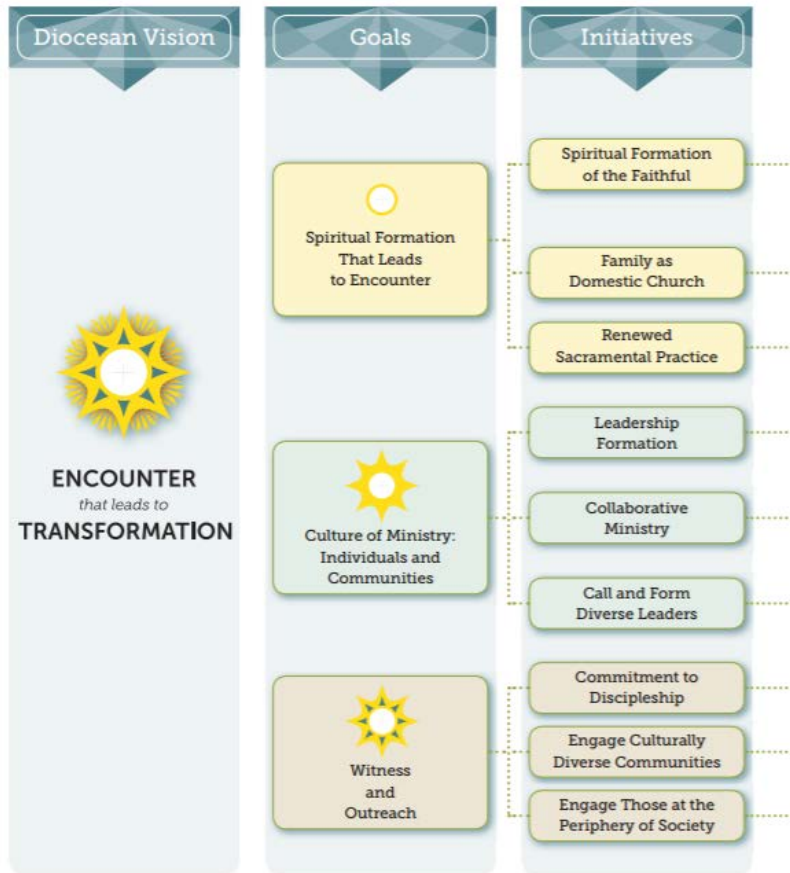 Diocesan Vision
Goals
Initiatives
ENCOUNTER
that leads to
TRANSFORMATION
Spiritual Formation
That Leads
to Encounter
Spiritual Formation
of the Faithful
Family as
Domestic Church
Renewed
Sacramental Practice
Culture of Ministry:
Individuals and
Communities
Leadership
Formation
Collaborative
Ministry
Call and Form
Diverse Leaders
Witness
and
Outreach
Commitment to
Discipleship
Engage Culturally
Diverse Communities
Engage Those at the
Periphery of Society